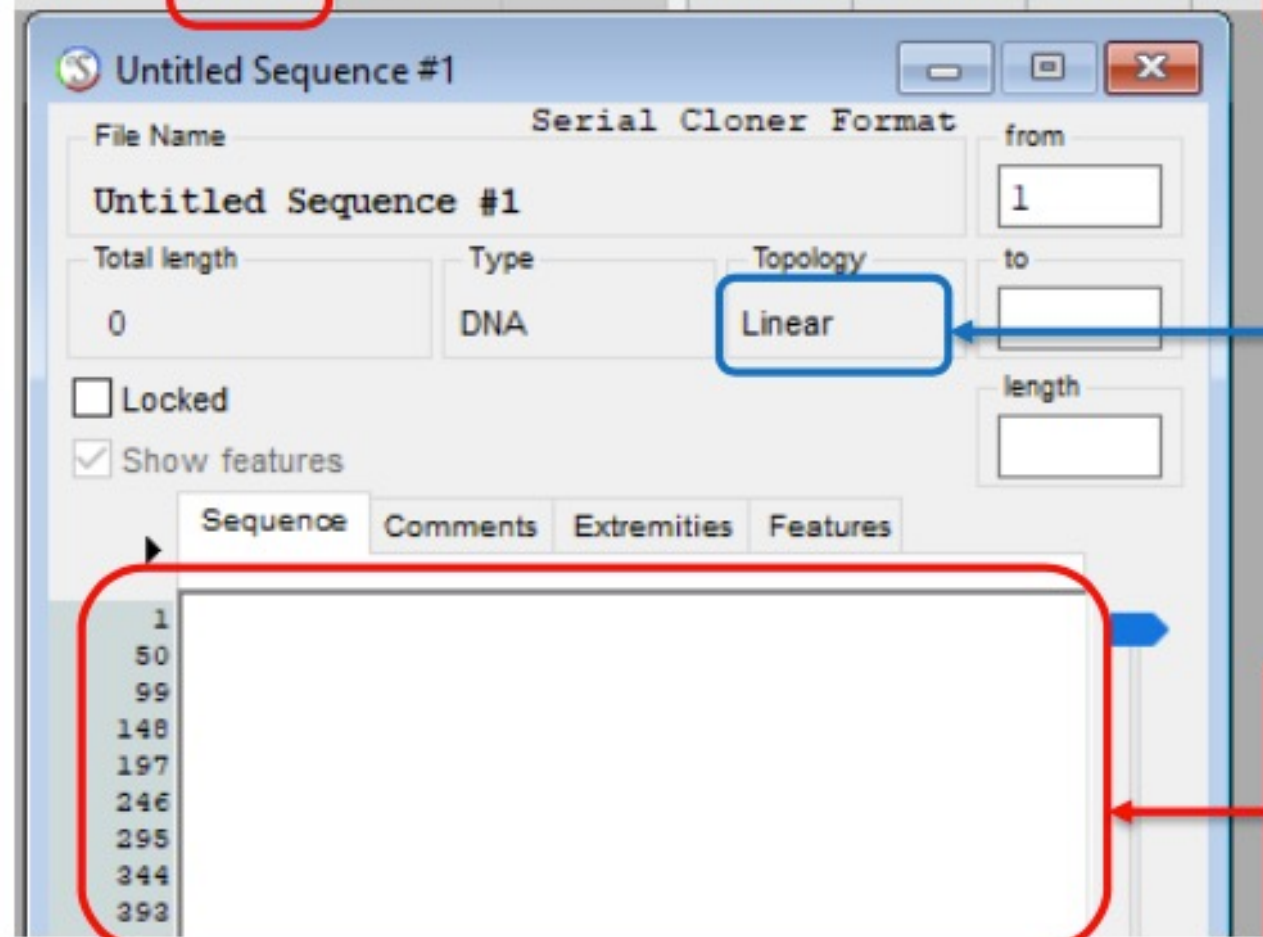 Untitled Sequence #1
Serial Cloner Format
File Name
from
Untitled Sequence #1
1
Total length
Type
Topology
to
0
DNA
Linear
Locked
length
Show features
Sequence
Comments
Extremities
Features
1
50
99
148
197
246
295
344
393